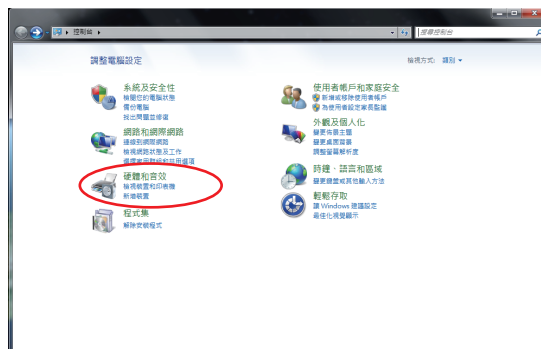 控制台
搜尋控制台
調整電腦設定
檢視方式: 類別
系統及安全性
檢閱您的電腦狀態
備份電腦
找出問題並修復
網路和網際網路
連線到網際網路
檢視網路狀態及工作
選擇家用群組和共用選項
硬體和音效
檢視裝置和印表機
新增裝置
程式集
解除安裝程式
使用者帳戶和家庭安全
新增或移除使用者帳戶
為使用者設定家長監護
外觀及個人化
變更佈景主題
變更桌面背景
調整螢幕解析度
時鐘、語言和區域
變更鍵盤或其他輸入方法
輕鬆存取
讓 Windows 建議設定
最佳化視覺顯示